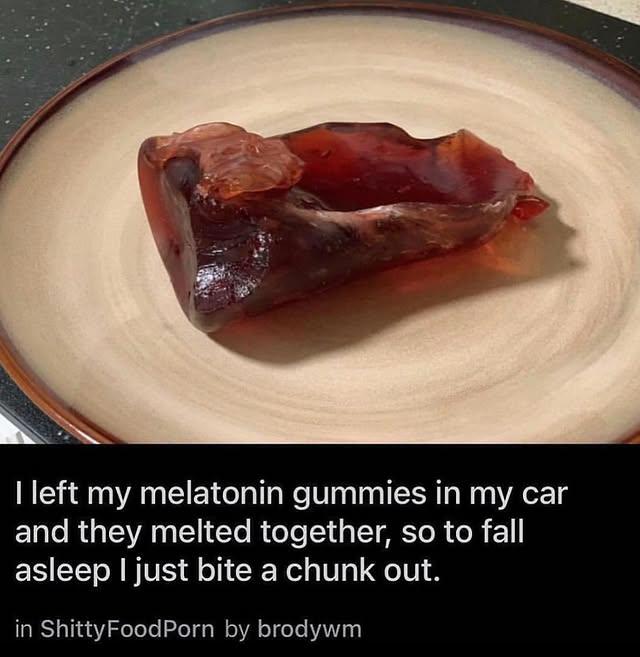 I left my melatonin gummies in my car
and they melted together, so to fall
asleep I just bite a chunk out.
in ShittyFoodPorn by brodywm